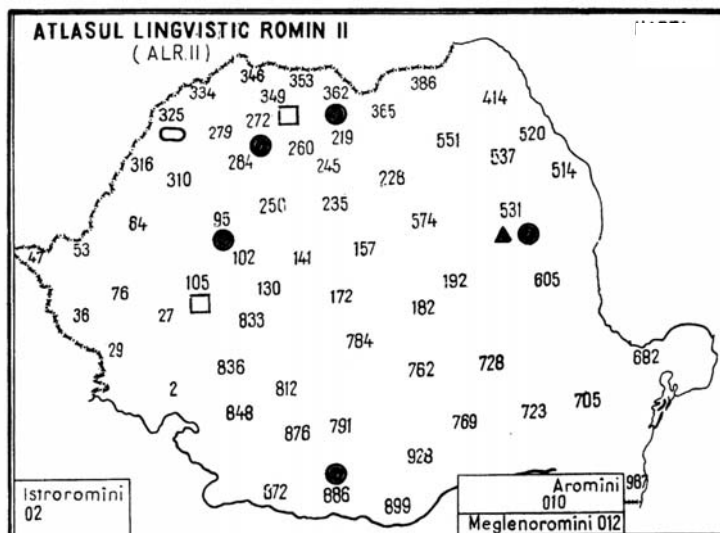 ATLASUL LINGVISTIC ROMIN II
(ALR.II)
346 353
334 349 362 386
325 272 365 414
279 219 520
316 284 260 551 537
310 245 228 514
250 235 531
64 95 574
53
47 102 141 157
105 192 605
76 130 172
36 27 833 182
784
29 682
836 762 728
2 812
848 705
876 791 769 723
928
872 886 899 987
Istroromini
02
Aromini
010
Meglenoromini 012